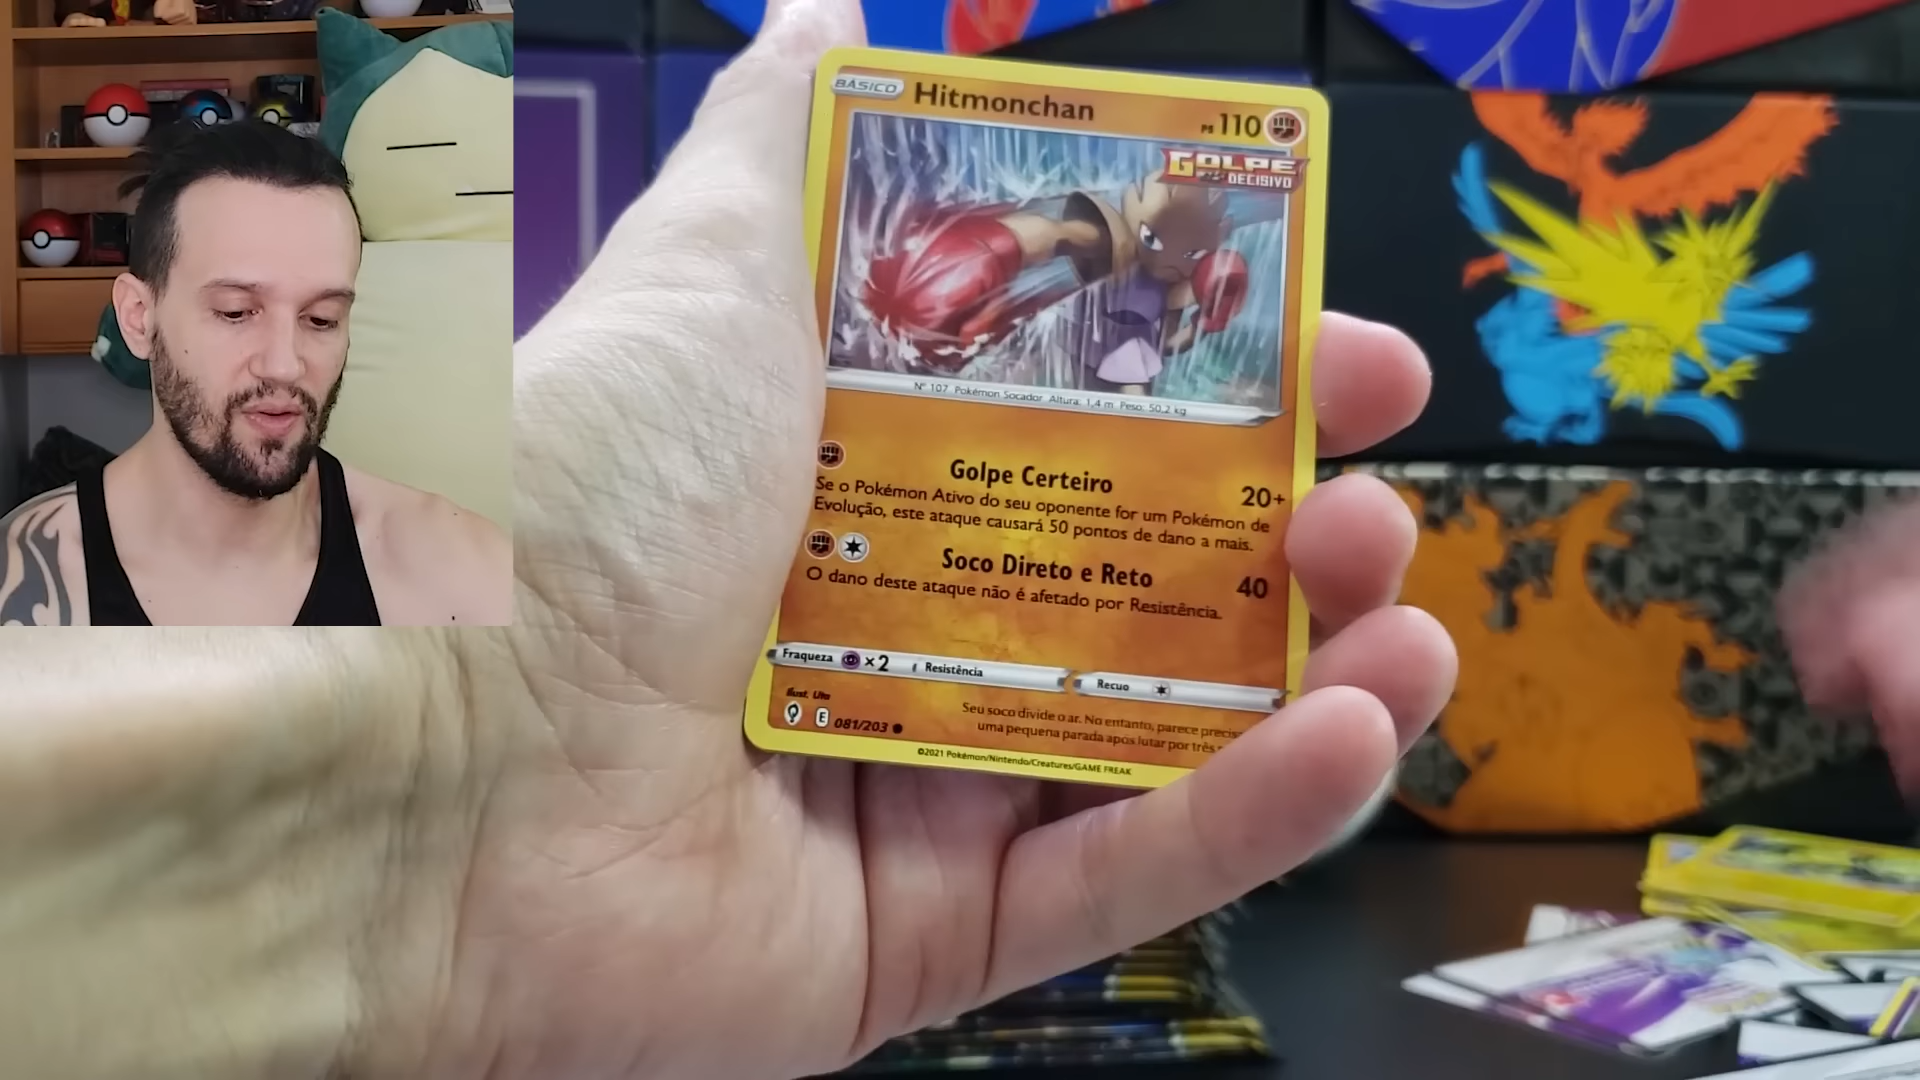 BÁSICO
Hitmonchan
PS 110
GOLPE
DECISIVO
Nº 107 Pokémon Socador Altura: 1,4 m Peso: 50,2 kg
Golpe Certeiro 20+
Se o Pokémon Ativo do seu oponente for um Pokémon de
Evolução, este ataque causará 50 pontos de dano a mais.
Soco Direto e Reto 40
O dano deste ataque não é afetado por Resistência.
Fraqueza ×2 Resistência Recuo
Illust. Uta
E 081/203
Seu soco divide o ar. No entanto, parece
uma pequena parada após lutar por três
©2021 Pokémon/Nintendo/Creatures/GAME FREAK